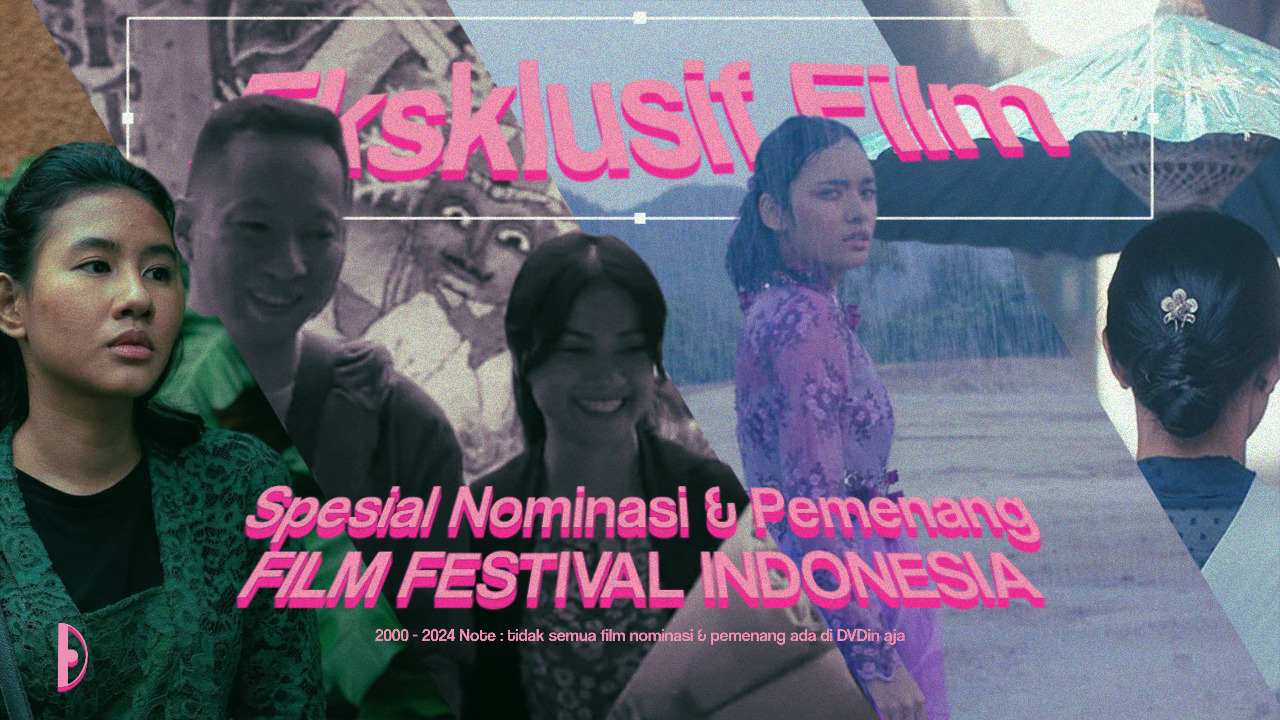 Eksklusif Film
Spesial Nominasi & Pemenang
FILM FESTIVAL INDONESIA
2000 - 2024 Note : tidak semua film nominasi & pemenang ada di DVDin aja